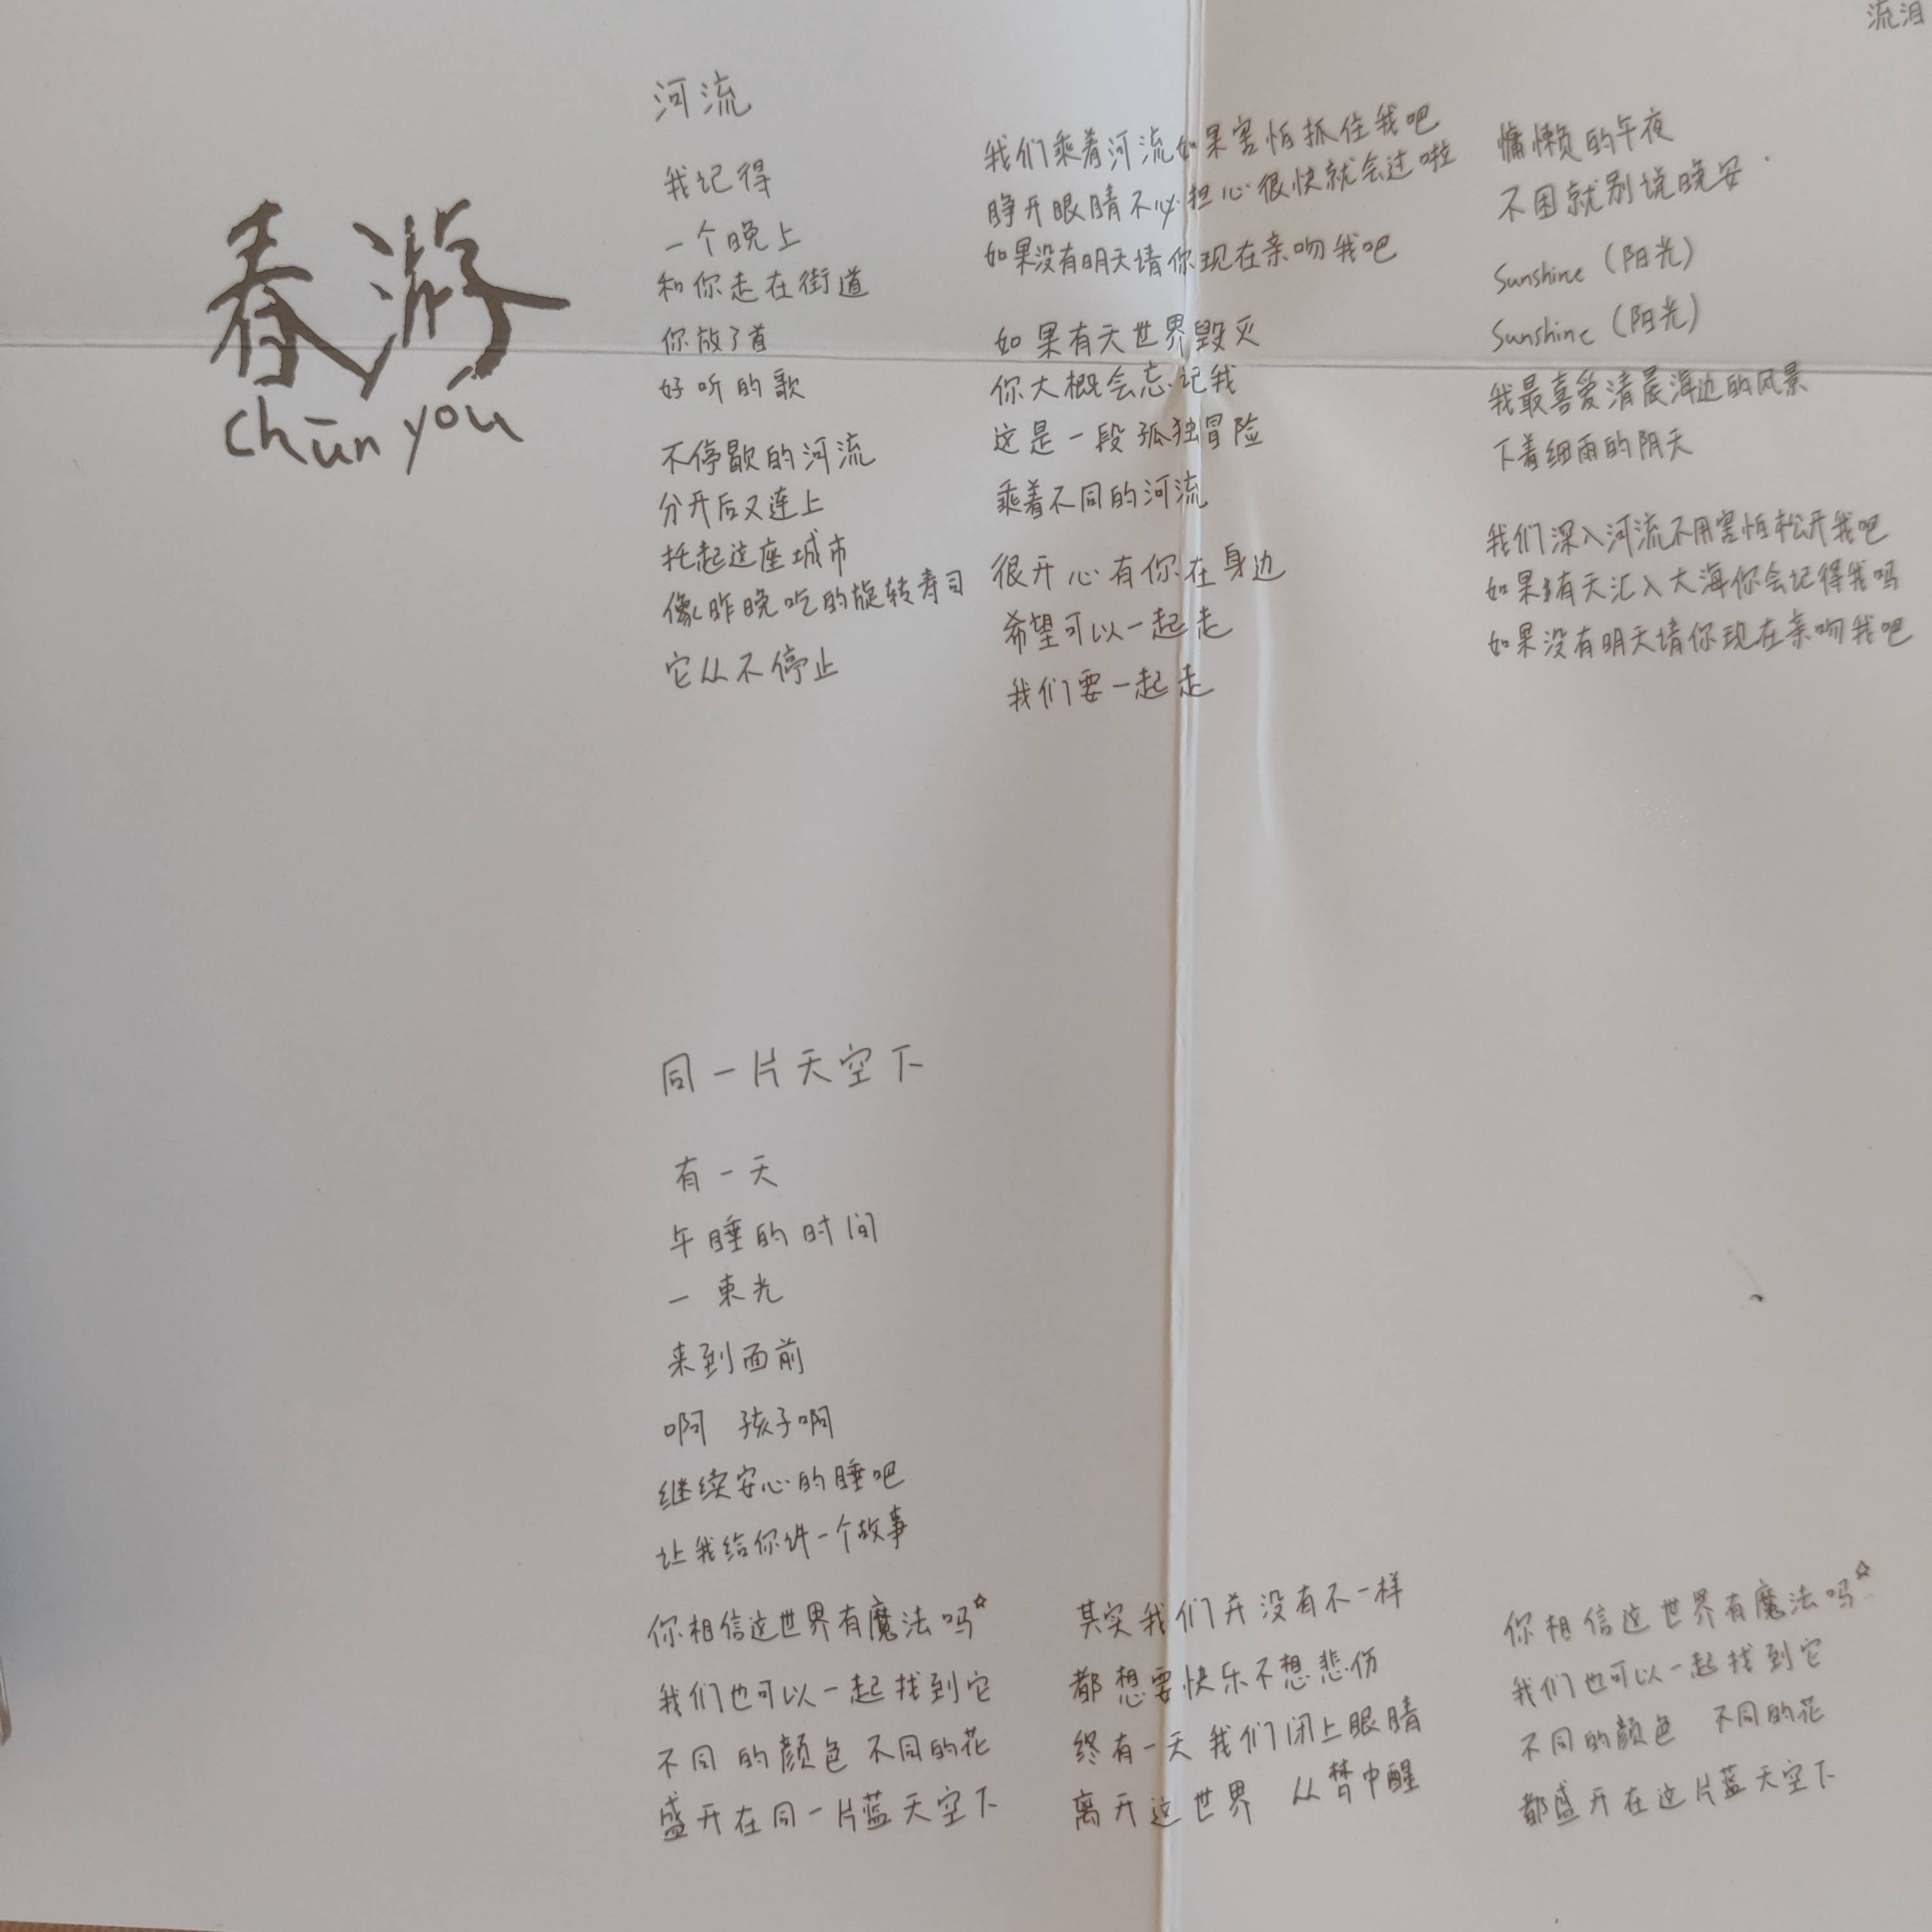 春游
chūn yóu
河流
我记得
一个晚上
和你走在街道
你放了首
好听的歌
不停歇的河流
分开后又连上
托起这座城市
像昨晚吃的旋转寿司
它从不停止
我们乘着河流如果害怕抓住我吧
睁开眼睛不必担心很快就会过啦
如果没有明天请你现在亲吻我吧
如果有天世界毁灭
你大概会忘记我
这是一段孤独冒险
乘着不同的河流
很开心有你在身边
希望可以一起走
我们要一起走
流泪
慵懒的午夜
不困就别说晚安
Sunshine（阳光）
Sunshine（阳光）
我最喜爱清晨海边的风景
下着细雨的阴天
我们深入河流不用害怕松开我吧
如果有天汇入大海你会记得我吗
如果没有明天请你现在亲吻我吧
同一片天空下
有一天
午睡的时间
一束光
来到面前
啊 孩子啊
继续安心的睡吧
让我给你讲一个故事
你相信这世界有魔法吗☆
我们也可以一起找到它
不同的颜色 不同的花
盛开在同一片蓝天空下
其实我们并没有不一样
都想要快乐不想悲伤
终有一天我们闭上眼睛
离开这世界 从梦中醒
你相信这世界有魔法吗☆
我们也可以一起找到它
不同的颜色 不同的花
都盛开在这片蓝天空下